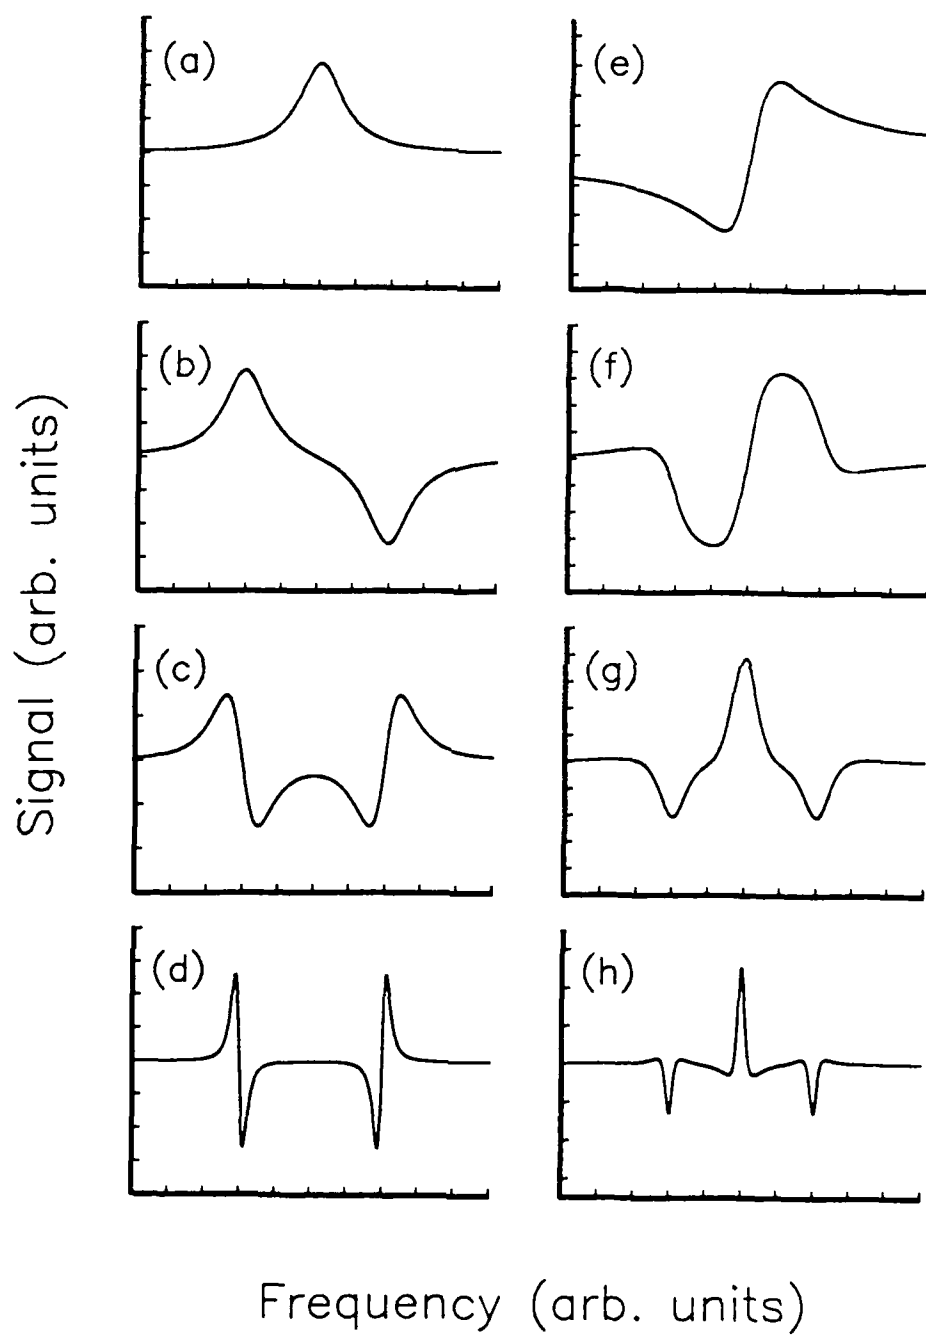 (a)
(e)
(b)
(f)
(c)
(g)
(d)
(h)
Signal (arb. units)
Frequency (arb. units)